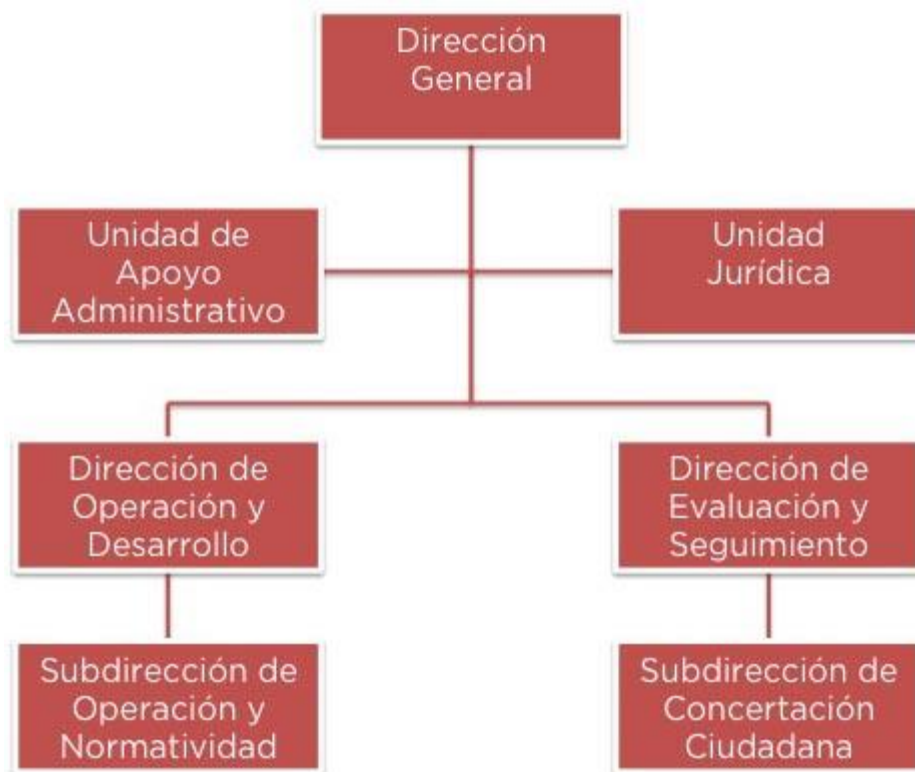 Dirección
General
Unidad de
Apoyo
Administrativo
Unidad
Jurídica
Dirección de
Operación y
Desarrollo
Dirección de
Evaluación y
Seguimiento
Subdirección de
Operación y
Normatividad
Subdirección de
Concertación
Ciudadana